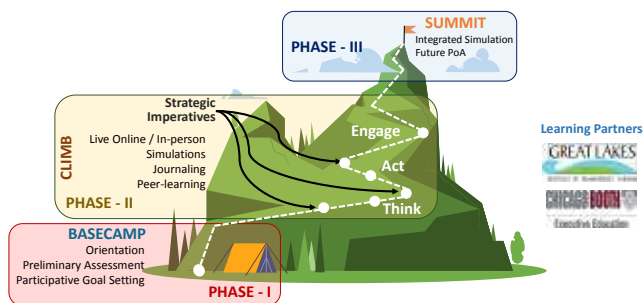 SUMMIT
Integrated Simulation
Future PoA
PHASE - III
Strategic
Imperatives
Live Online / In-person
Simulations
Journaling
Peer-learning
CLIMB
PHASE - II
Engage
Act
Think
BASECAMP
Orientation
Preliminary Assessment
Participative Goal Setting
PHASE - I
Learning Partners
GREAT LAKES
CHICAGO BOOTH
Executive Education